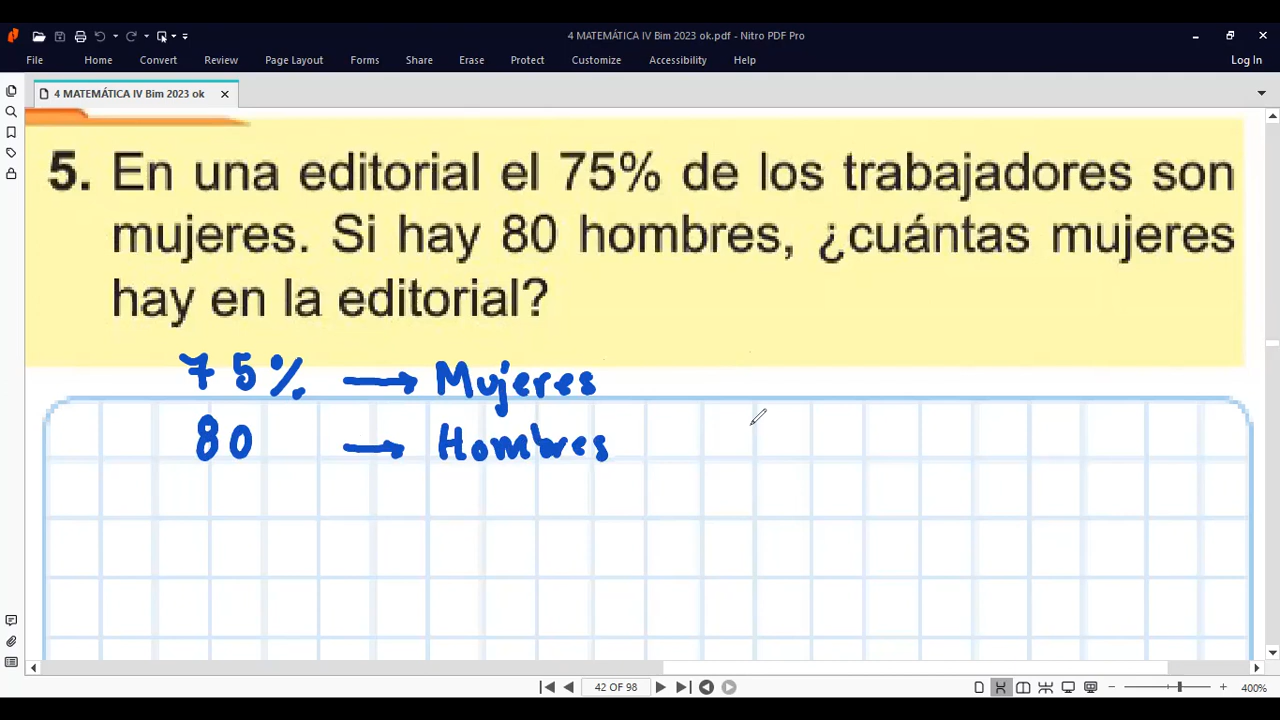 4 MATEMÁTICA IV Bim 2023 ok.pdf - Nitro PDF Pro
File Home Convert Review Page Layout Forms Share Erase Protect Customize Accessibility Help Log In
4 MATEMÁTICA IV Bim 2023 ok
5. En una editorial el 75% de los trabajadores son
mujeres. Si hay 80 hombres, ¿cuántas mujeres
hay en la editorial?
75% → Mujeres
80 → Hombres
42 OF 98
400%